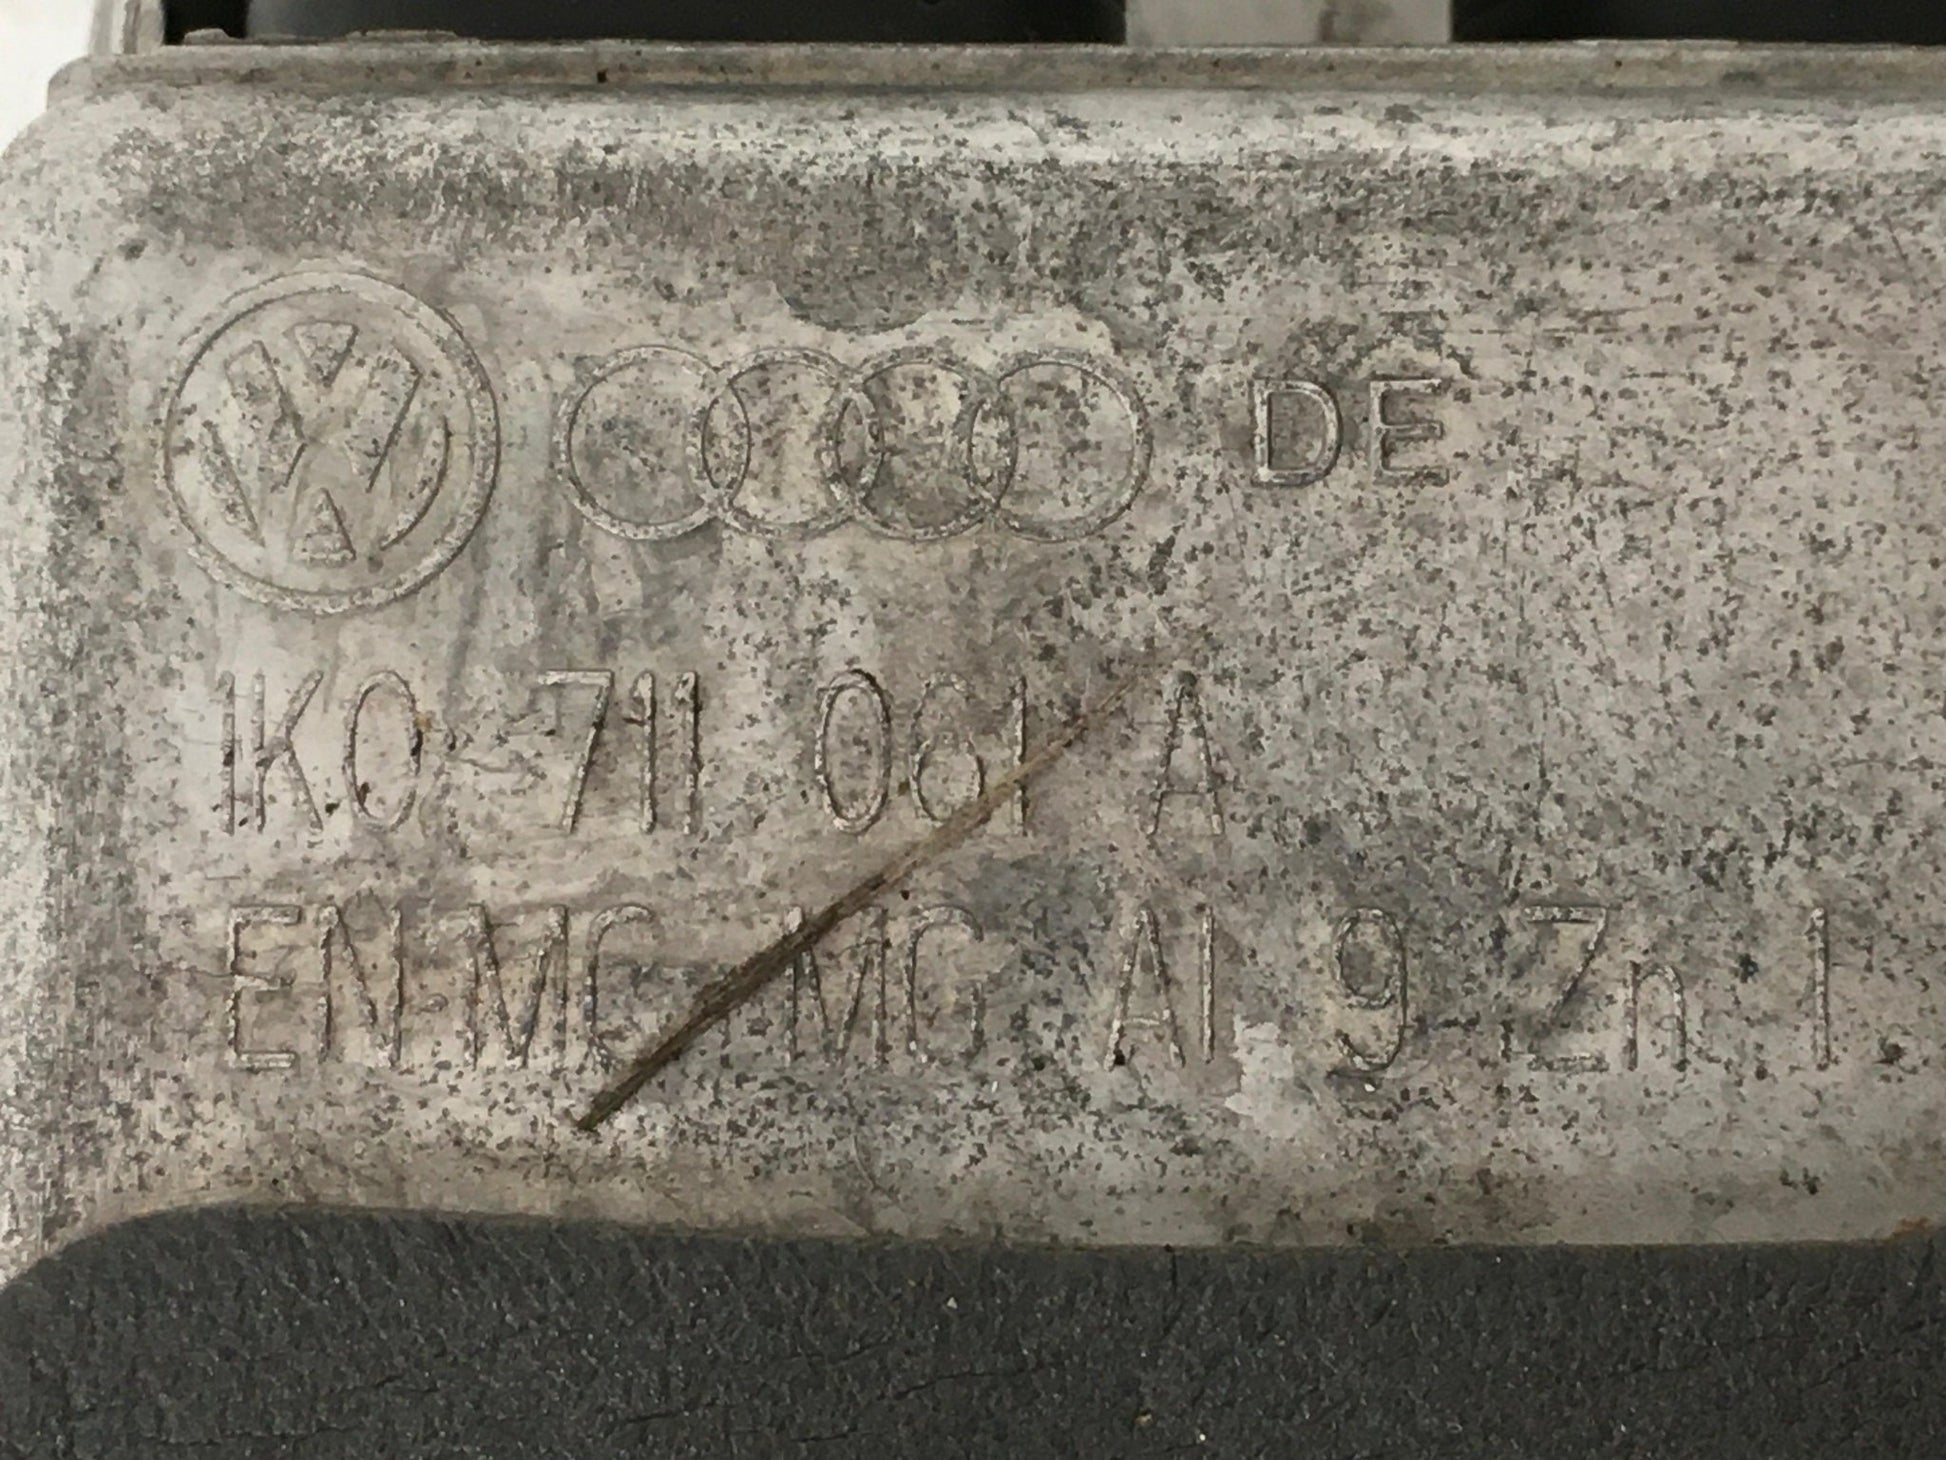 DE
1K0 711 061 A
EN-MC MG Al 9 Zn 1